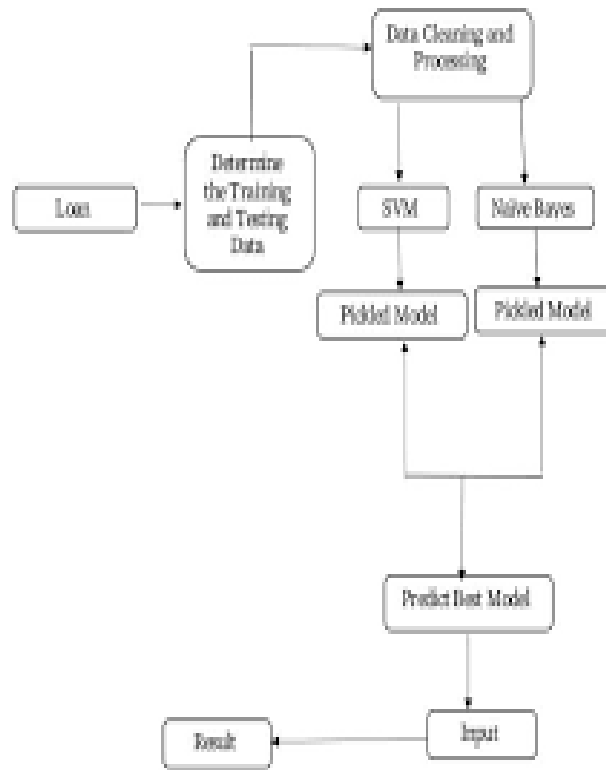 Data Cleaning and
Processing
Determine
the Training
and Testing
Data
Loan
SVM
Naive Bayes
Pickled Model
Pickled Model
Predict Best Model
Input
Result